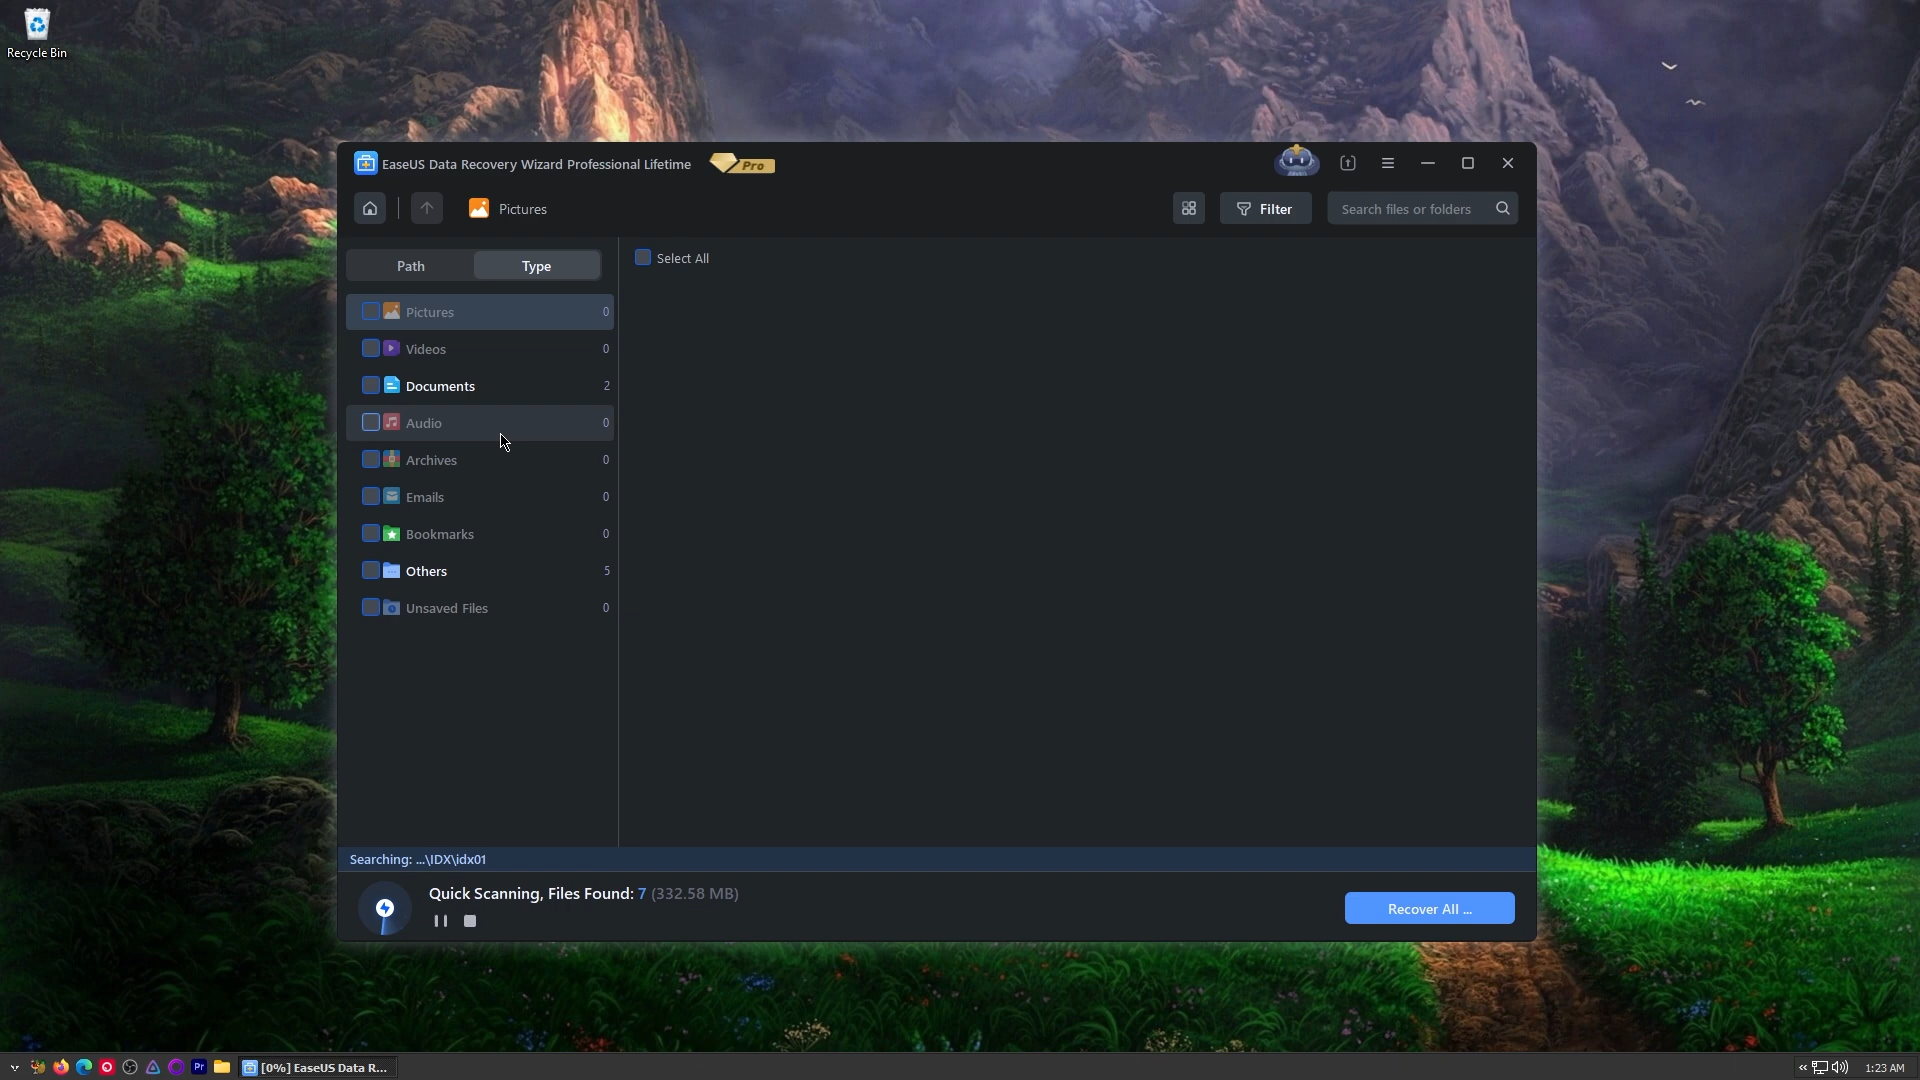 Recycle Bin
EaseUS Data Recovery Wizard Professional Lifetime
Pro
Pictures
Filter
Search files or folders
Path
Type
Select All
Pictures 0
Videos 0
Documents 2
Audio 0
Archives 0
Emails 0
Bookmarks 0
Others 5
Unsaved Files 0
Searching: ...\IDX\idx01
Quick Scanning, Files Found: 7 (332.58 MB)
Recover All ...
Pr
[0%] EaseUS Data R...
1:23 AM